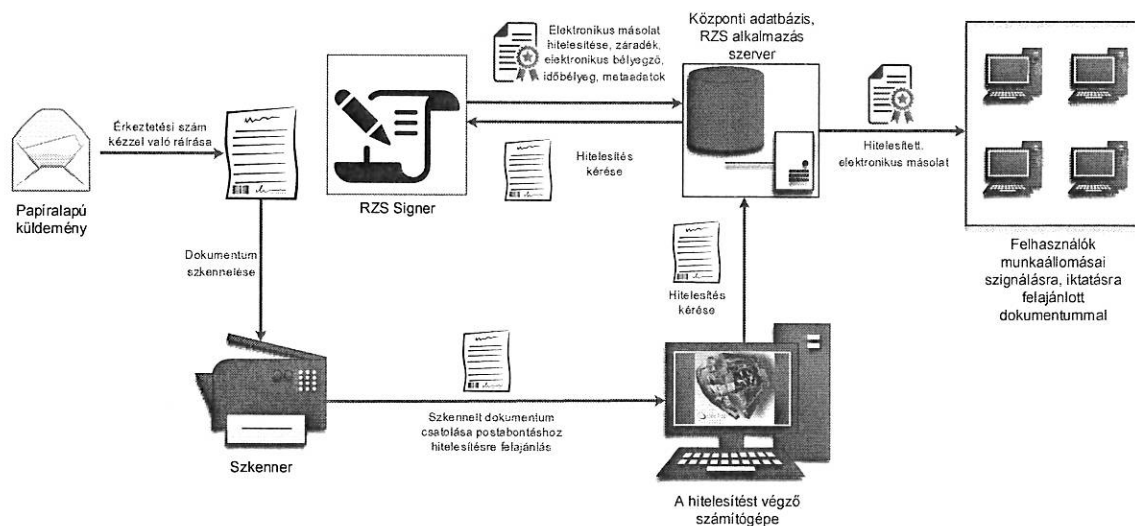 Elektronikus másolat
hitelesítése, záradék,
elektronikus bélyegző,
időbélyeg, metaadatok
Központi adatbázis,
RZS alkalmazás
szerver
Érkeztetési szám
kézzel való ráírása
Papíralapú
küldemény
RZS Signer
Hitelesítés
kérése
Hitelesített
elektronikus másolat
Felhasználók
munkaállomásai
szignálásra, iktatásra
felajánlott
dokumentummal
Dokumentum
szkennelése
Hitelesítés
kérése
Szkenner
Szkennelt dokumentum
csatolása postabontáshoz
hitelesítésre felajánlás
A hitelesítést végző
számítógépe